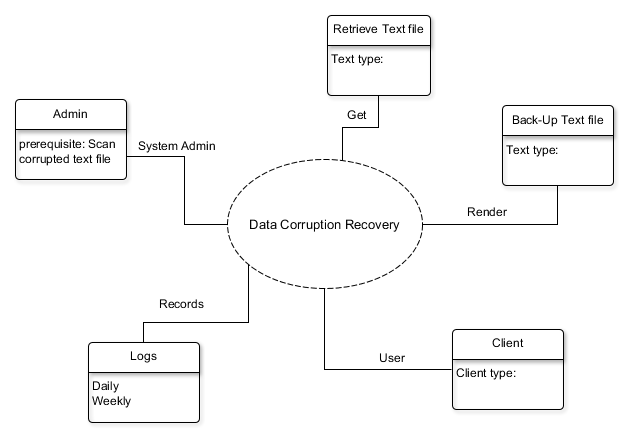 Retrieve Text file
Text type:
Get
Admin
prerequisite: Scan
corrupted text file
System Admin
Back-Up Text file
Text type:
Render
Data Corruption Recovery
Records
Logs
Daily
Weekly
User
Client
Client type: